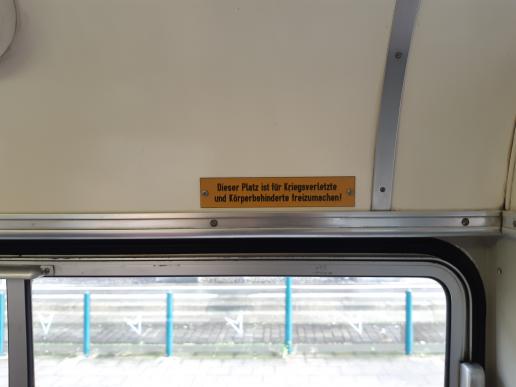 Dieser Platz ist für Kriegsverletzte
und Körperbehinderte freizumachen!